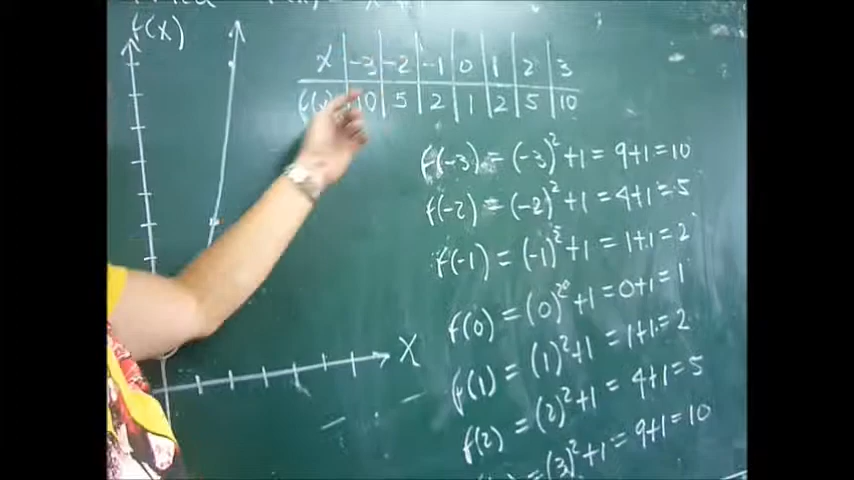 f(x)
x -3 -2 -1 0 1 2 3
f(x) 10 5 2 1 2 5 10
f(-3) = (-3)²+1 = 9+1 = 10
f(-2) = (-2)²+1 = 4+1 = 5
f(-1) = (-1)²+1 = 1+1 = 2
f(0) = (0)²+1 = 0+1 = 1
f(1) = (1)²+1 = 1+1 = 2
f(2) = (2)²+1 = 4+1 = 5
= (3)²+1 = 9+1 = 10
X